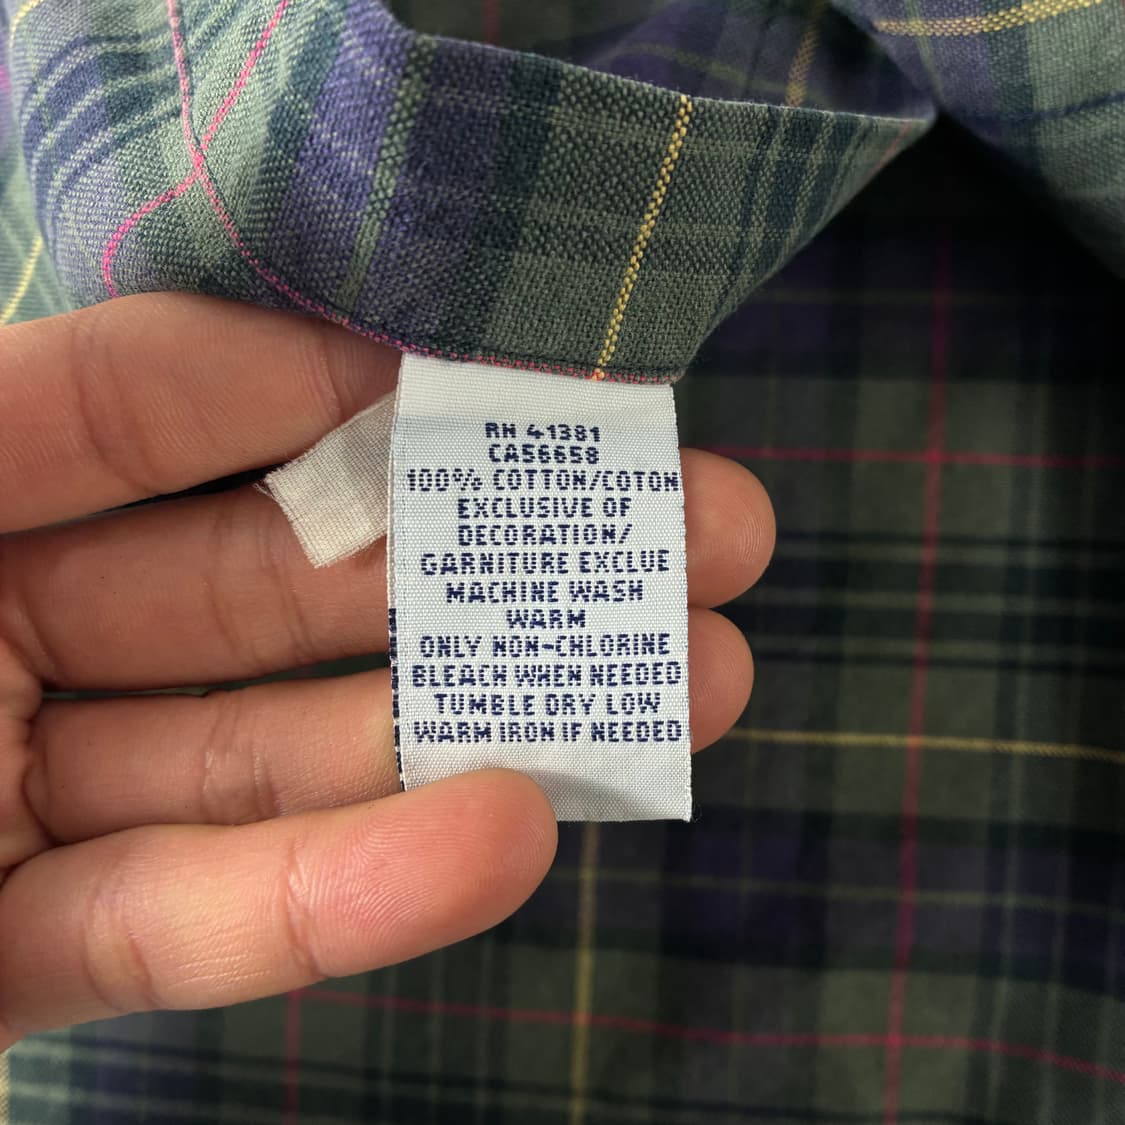 RH 41381
CA56658
100% COTTON/COTON
EXCLUSIVE OF
DECORATION/
GARNITURE EXCLUE
MACHINE WASH
WARM
ONLY NON-CHLORINE
BLEACH WHEN NEEDED
TUMBLE DRY LOW
WARM IRON IF NEEDED